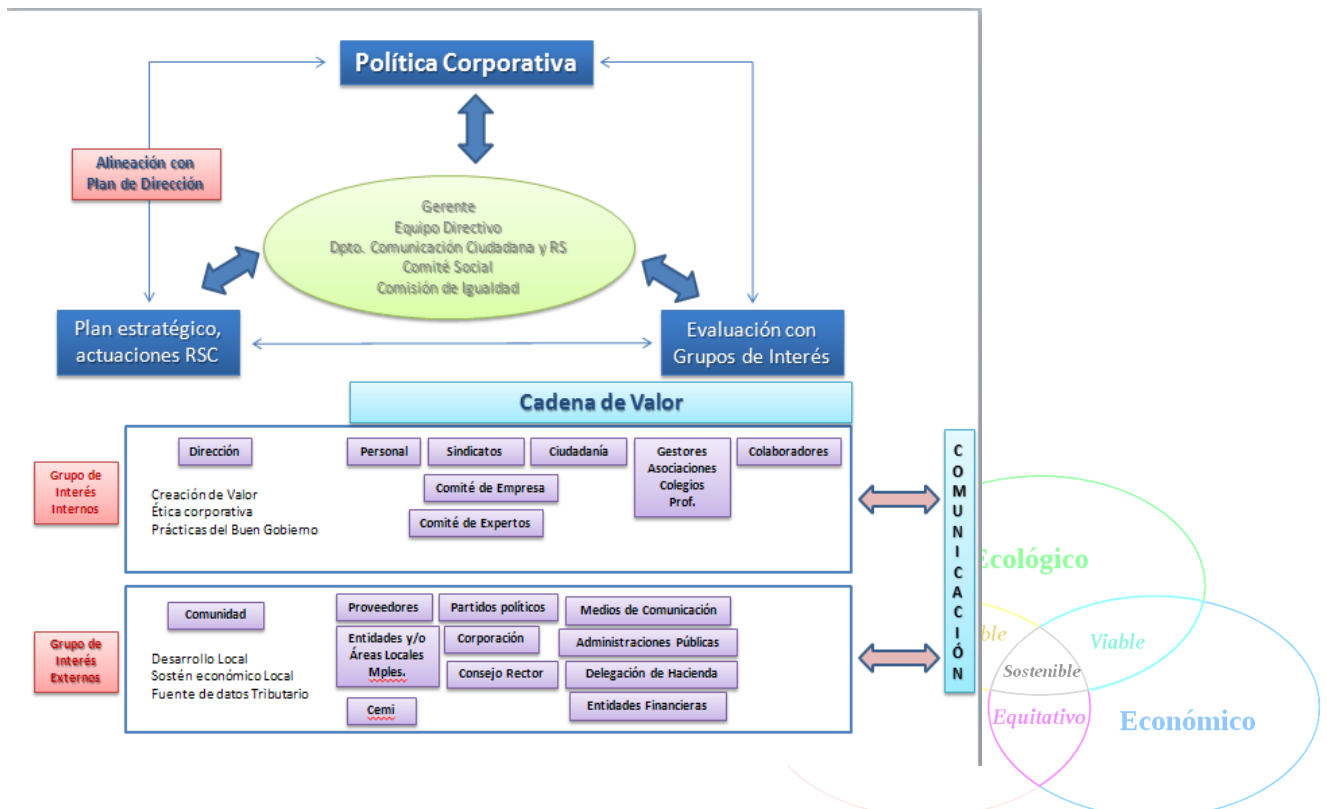 Política Corporativa
Alineación con
Plan de Dirección
Gerente
Equipo Directivo
Dpto. Comunicación Ciudadana y RS
Comité Social
Comisión de Igualdad
Plan estratégico,
actuaciones RSC
Evaluación con
Grupos de Interés
Cadena de Valor
Grupo de
Interés
Internos
Dirección
Creación de Valor
Ética corporativa
Prácticas del Buen Gobierno
Personal
Sindicatos
Ciudadanía
Gestores
Asociaciones
Colegios
Prof.
Colaboradores
Comité de Empresa
Comité de Expertos
Grupo de
Interés
Externos
Comunidad
Desarrollo Local
Sostén económico Local
Fuente de datos Tributario
Proveedores
Partidos políticos
Medios de Comunicación
Entidades y/o
Áreas Locales
Mples.
Corporación
Administraciones Públicas
Consejo Rector
Delegación de Hacienda
Cemi
Entidades Financieras
COMUNICACIÓN
Ecológico
Viable
Sostenible
Equitativo
Económico